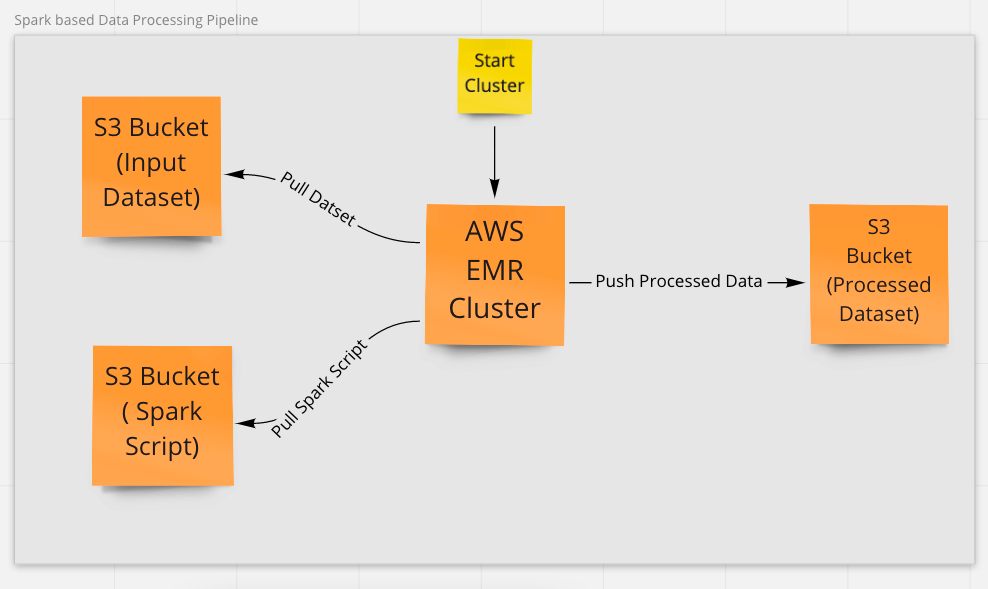 Spark based Data Processing Pipeline
Start
Cluster
S3 Bucket
(Input
Dataset)
Pull Datset
AWS
EMR
Cluster
Push Processed Data
S3
Bucket
(Processed
Dataset)
Pull Spark Script
S3 Bucket
( Spark
Script)